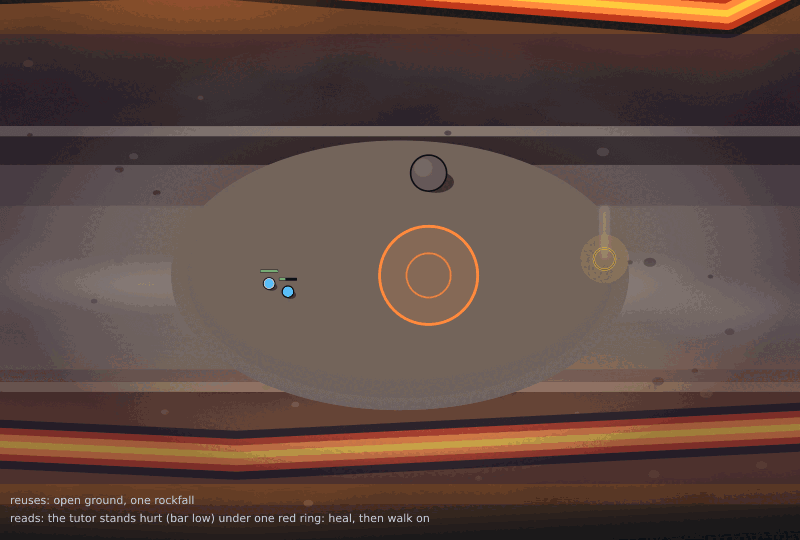 reuses: open ground, one rockfall
reads: the tutor stands hurt (bar low) under one red ring: heal, then walk on